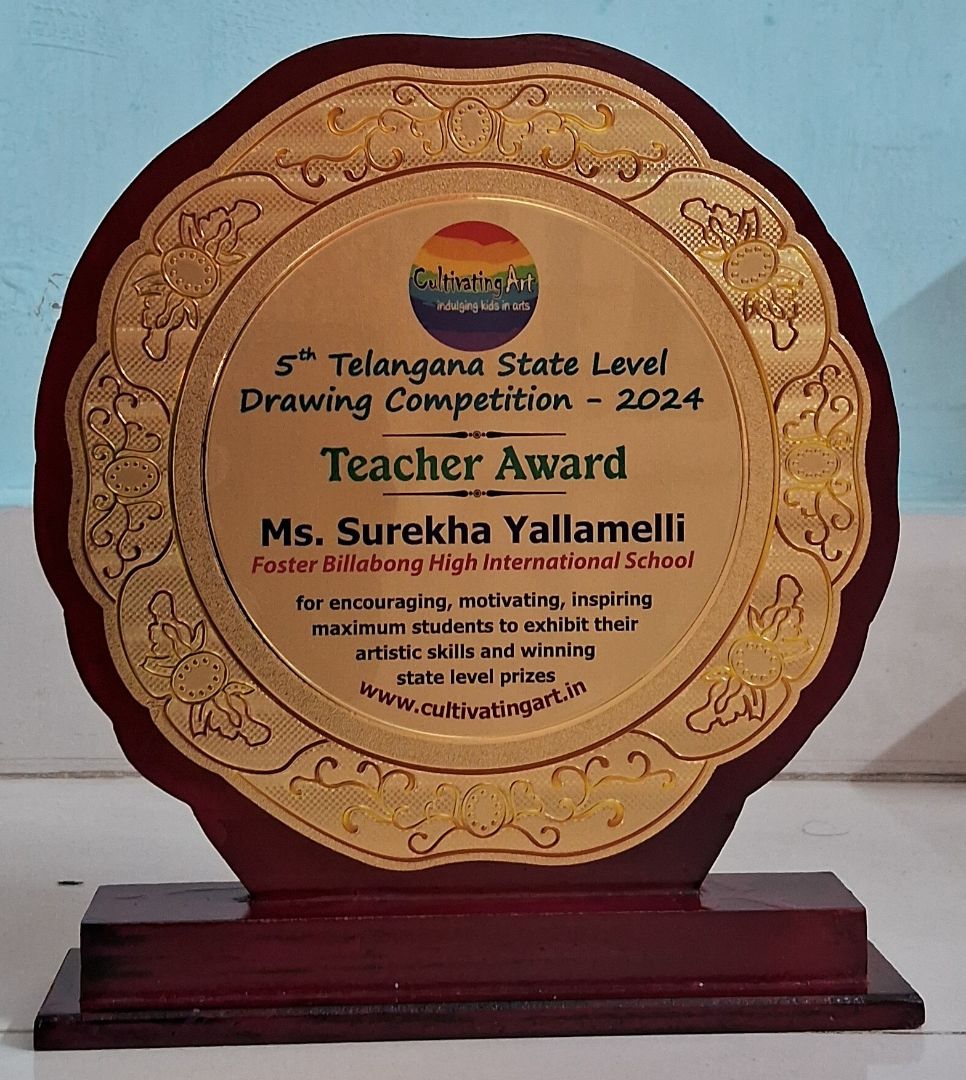 Cultivating Art
indulging kids in arts
5th Telangana State Level
Drawing Competition - 2024
Teacher Award
Ms. Surekha Yallamelli
Foster Billabong High International School
for encouraging, motivating, inspiring
maximum students to exhibit their
artistic skills and winning
state level prizes
www.cultivatingart.in